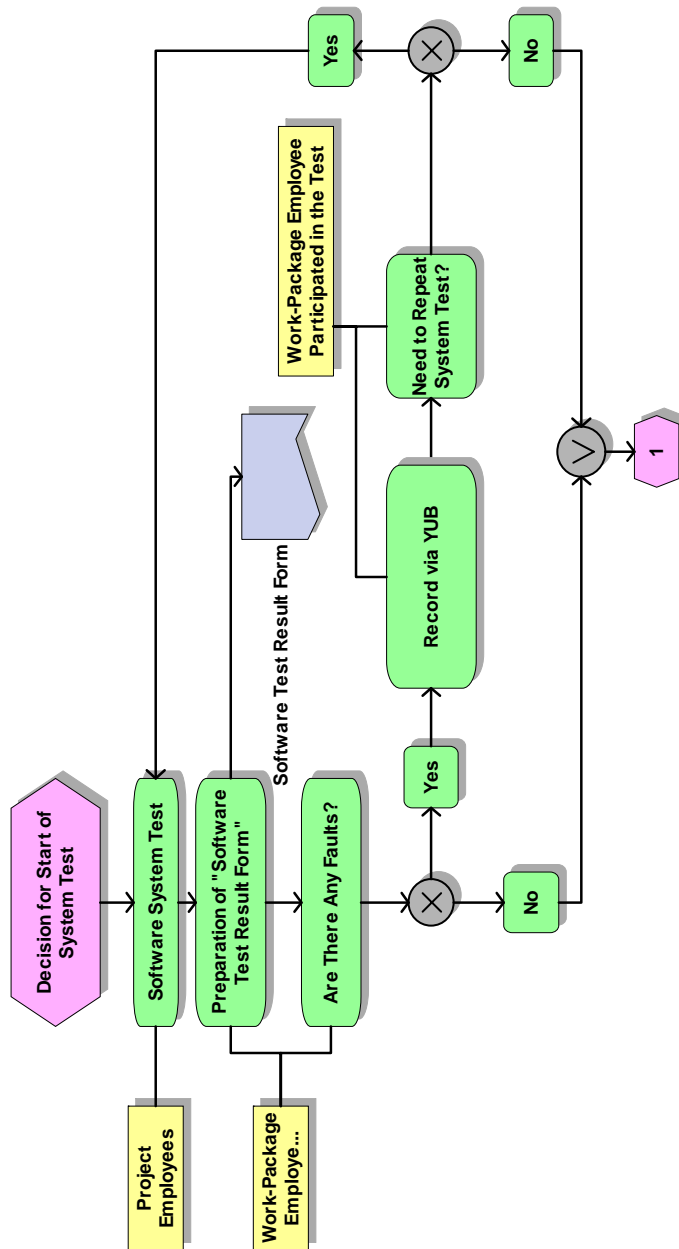 Decision for Start of
System Test
Project
Employees
Software System Test
Work-Package
Employe...
Preparation of "Software
Test Result Form"
Software Test Result Form
Are There Any Faults?
Yes
No
Record via YUB
Work-Package Employee
Participated in the Test
Need to Repeat
System Test?
Yes
No
1